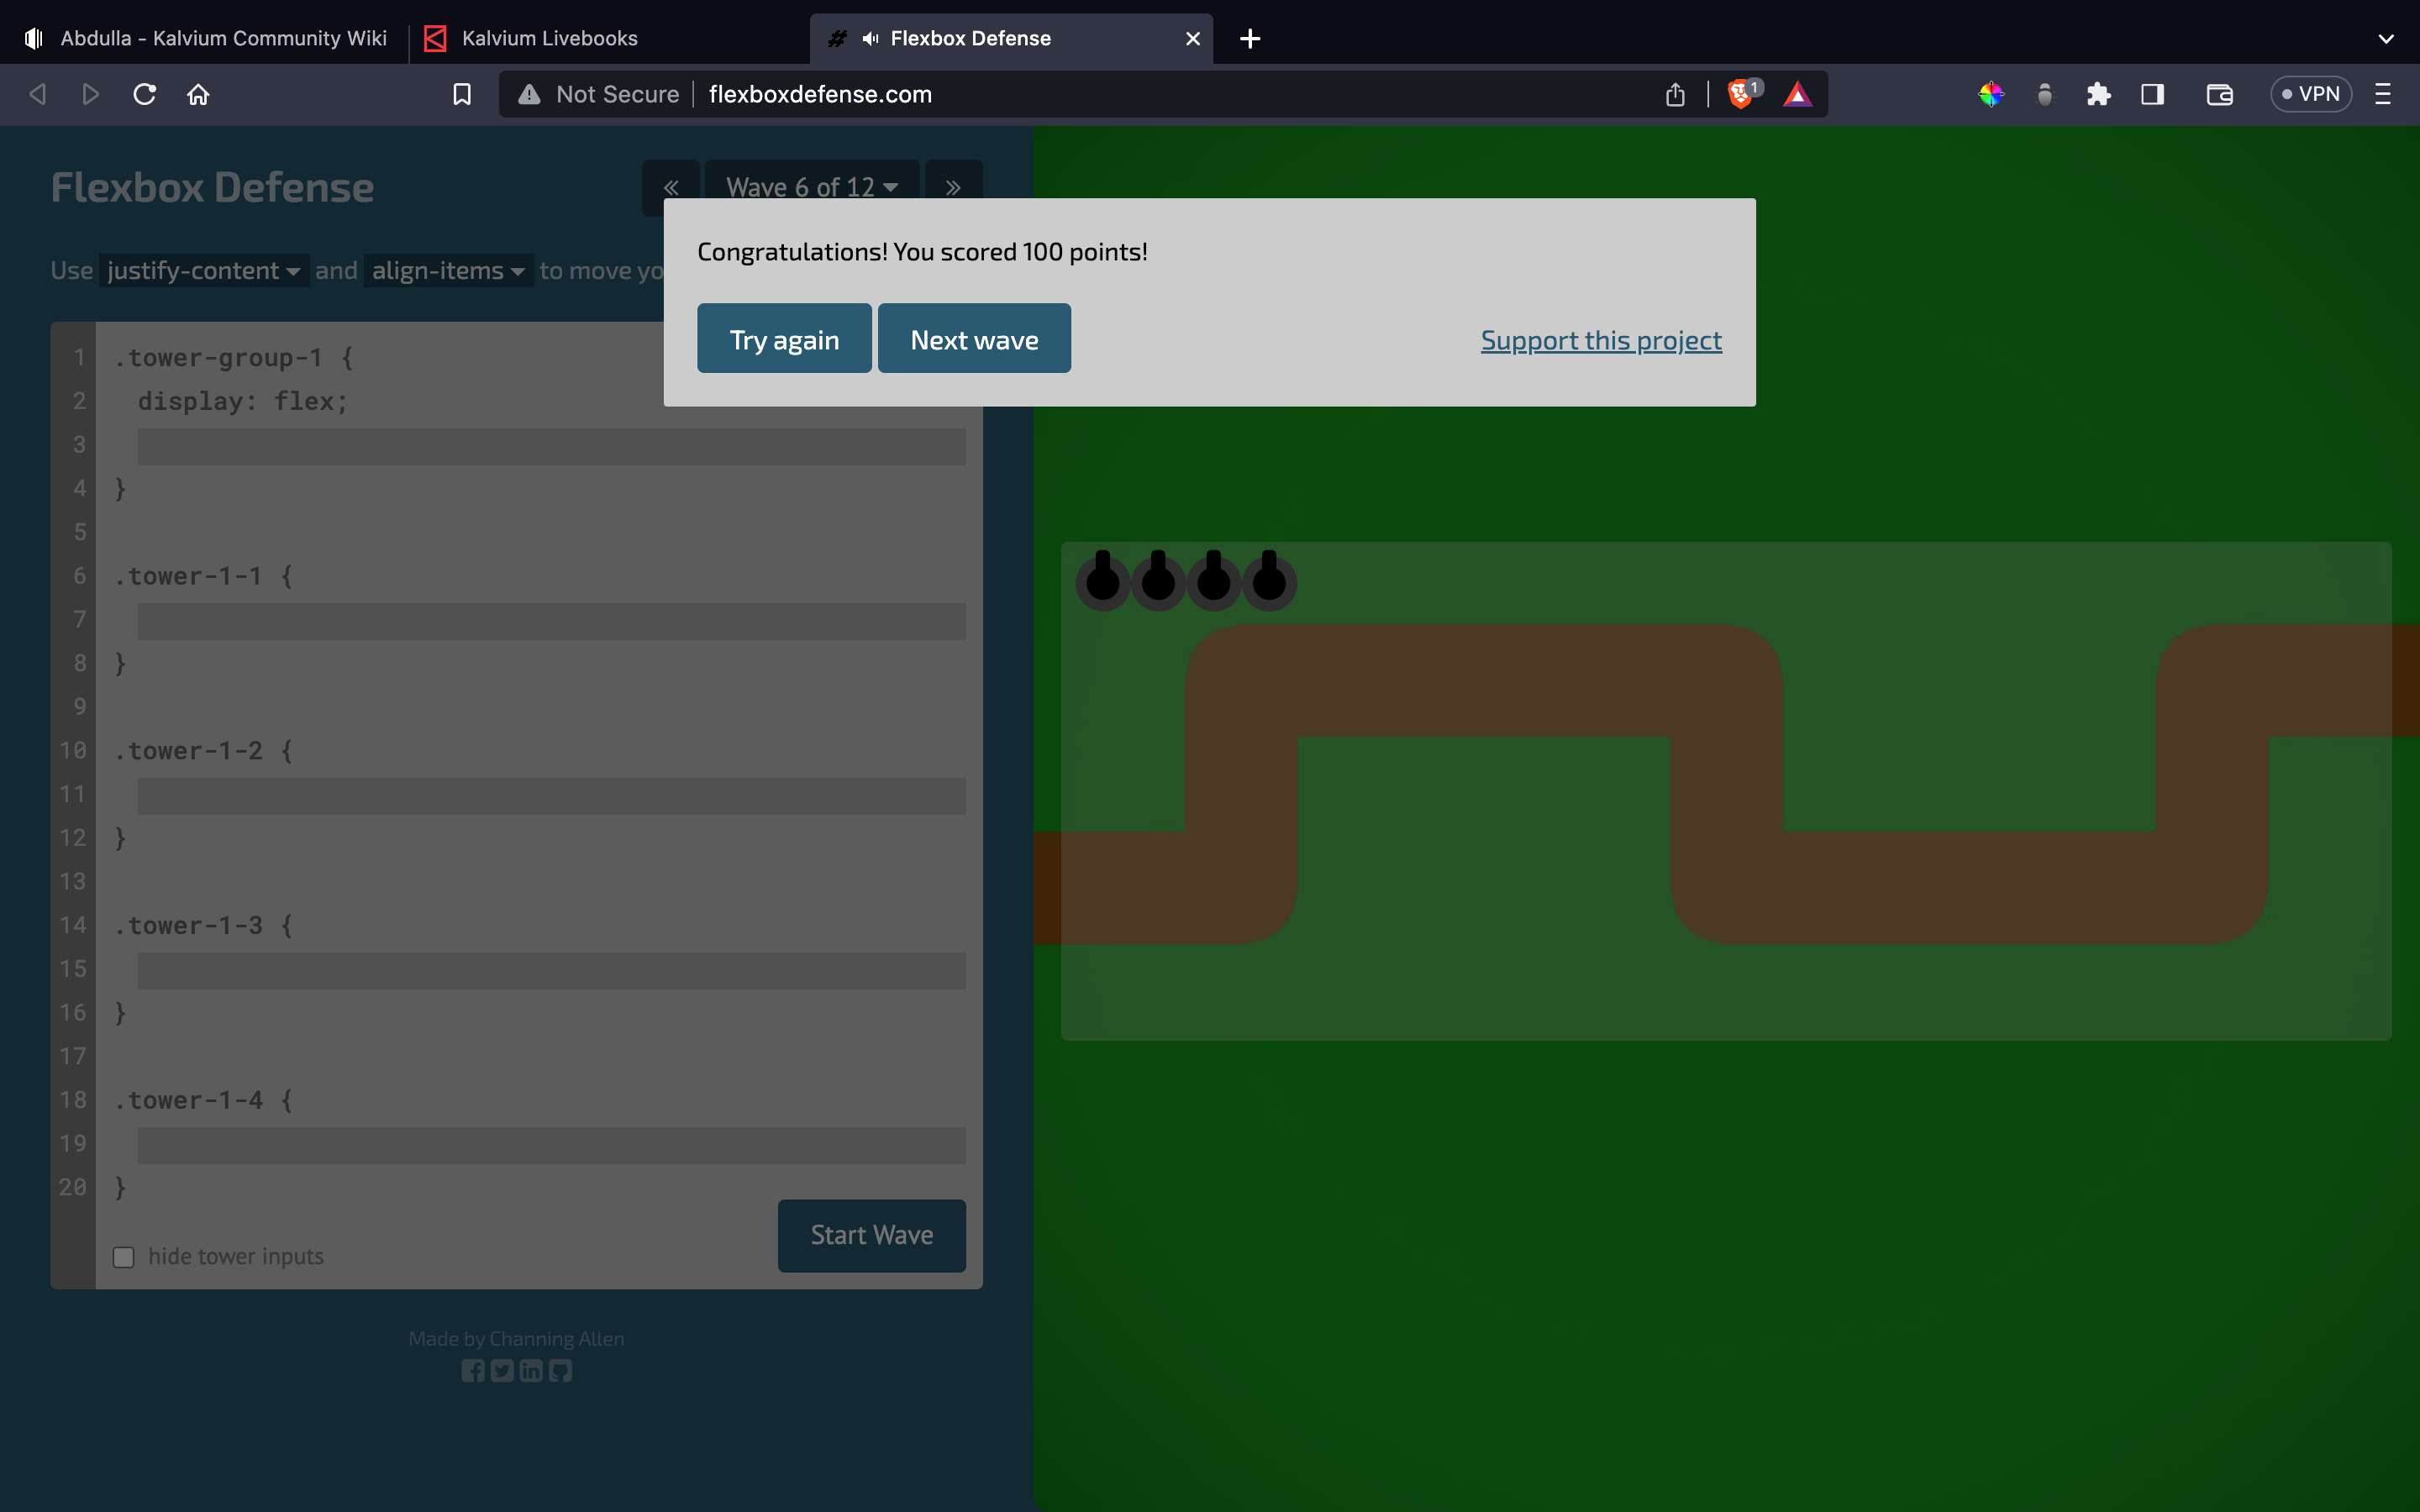 Abdulla - Kalvium Community Wiki
Kalvium Livebooks
Flexbox Defense
Not Secure
flexboxdefense.com
1
VPN
Flexbox Defense
«
Wave 6 of 12
»
Use justify-content and align-items to move yo
Congratulations! You scored 100 points!
Try again
Next wave
Support this project
1 .tower-group-1 {
2 display: flex;
3
4 }
5
6 .tower-1-1 {
7
8 }
9
10 .tower-1-2 {
11
12 }
13
14 .tower-1-3 {
15
16 }
17
18 .tower-1-4 {
19
20 }
hide tower inputs
Start Wave
Made by Channing Allen